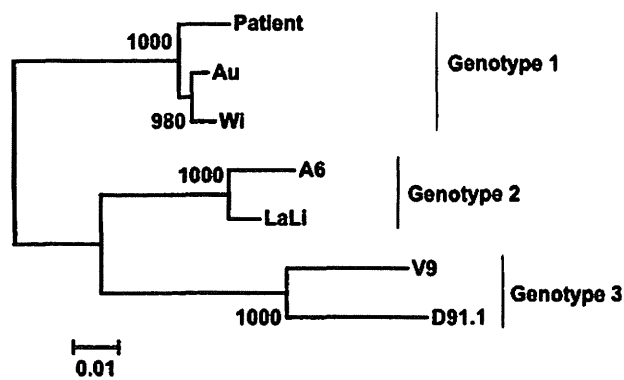 Patient
1000
Au
Genotype 1
980
Wi
1000
A6
Genotype 2
LaLi
V9
Genotype 3
1000
D91.1
0.01